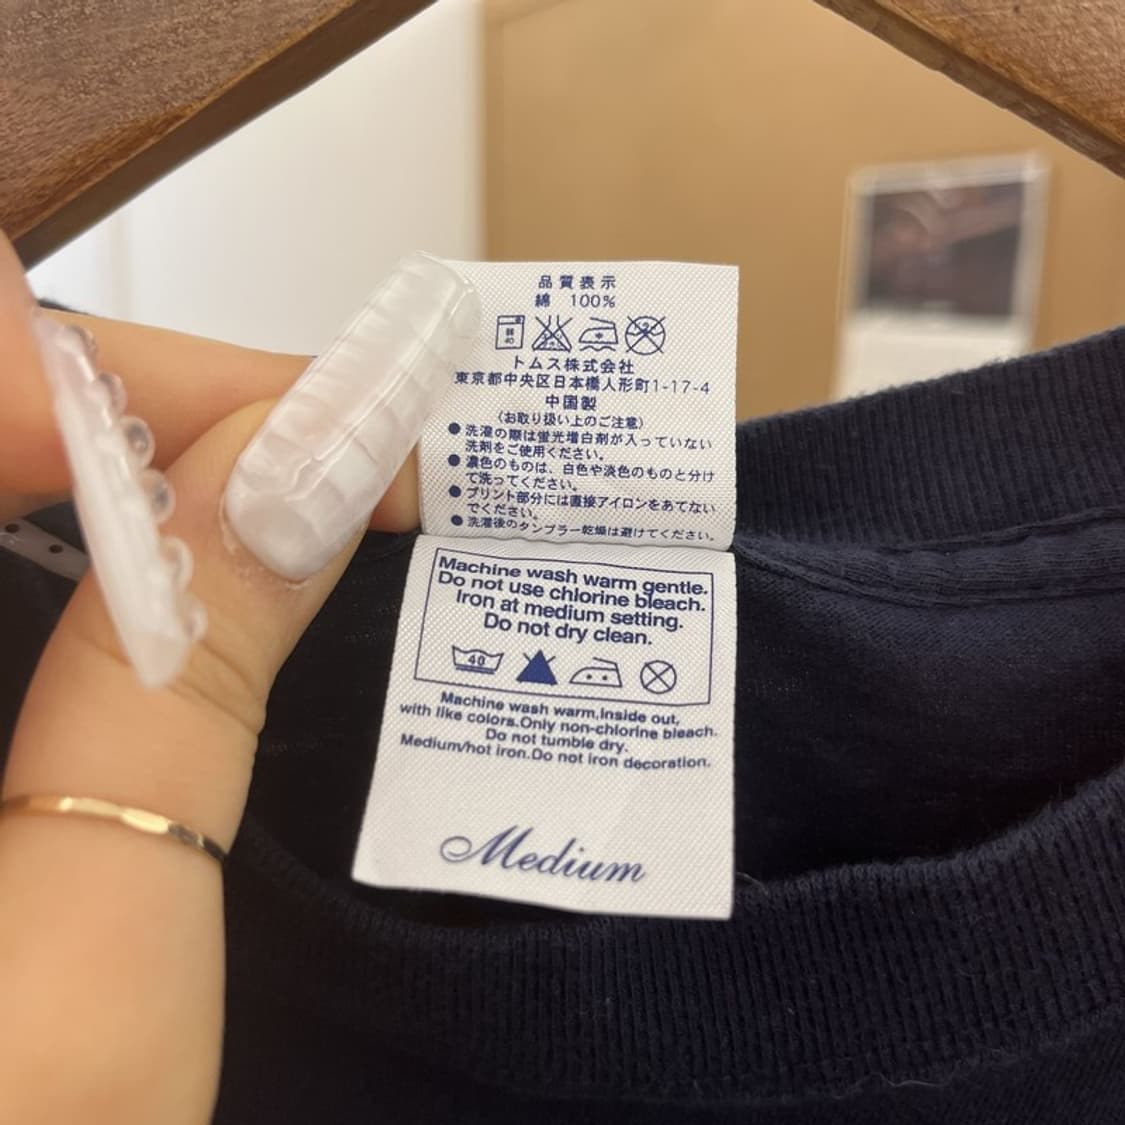 品質表示
綿 100%
弱
40
トムス株式会社
東京都中央区日本橋人形町1-17-4
中国製
(お取り扱い上のご注意)
●洗濯の際は蛍光増白剤が入っていない
洗剤をご使用ください。
●濃色のものは、白色や淡色のものと分け
て洗ってください。
●プリント部分には直接アイロンをあてない
でください。
●洗濯後のタンブラー乾燥は避けてください。
Machine wash warm gentle.
Do not use chlorine bleach.
Iron at medium setting.
Do not dry clean.
40
Machine wash warm,Inside out,
with like colors.Only non-chlorine bleach.
Do not tumble dry.
Medium/hot iron.Do not iron decoration.
Medium